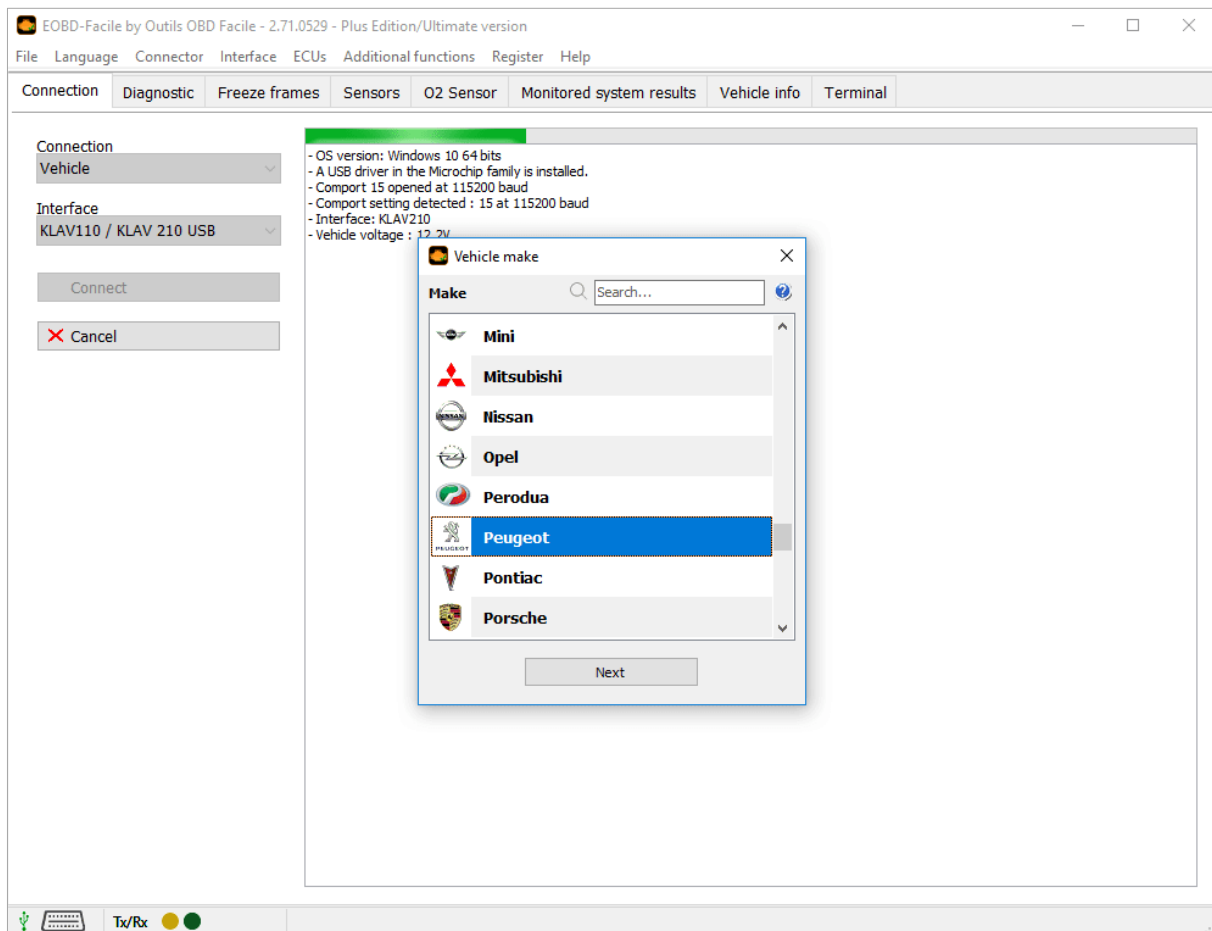 EOBD-Facile by Outils OBD Facile - 2.71.0529 - Plus Edition/Ultimate version
File Language Connector Interface ECUs Additional functions Register Help
Connection Diagnostic Freeze frames Sensors O2 Sensor Monitored system results Vehicle info Terminal
Connection
Vehicle
Interface
KLAV110 / KLAV 210 USB
Connect
Cancel
- OS version: Windows 10 64 bits
- A USB driver in the Microchip family is installed.
- Comport 15 opened at 115200 baud
- Comport setting detected : 15 at 115200 baud
- Interface: KLAV210
- Vehicle voltage : 12.2V
Vehicle make
Make Search...
Mini
Mitsubishi
NISSAN
Nissan
Opel
Perodua
PEUGEOT
Peugeot
Pontiac
Porsche
Next
Tx/Rx